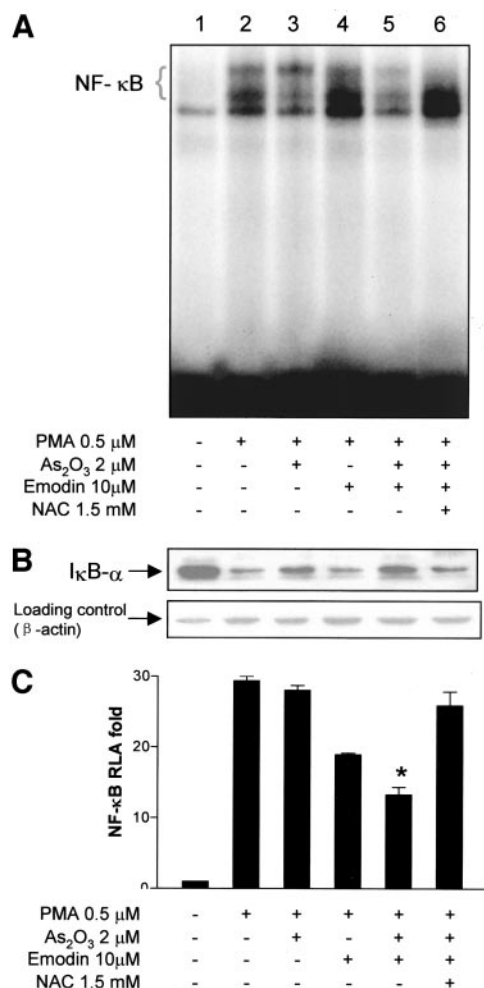 A
1 2 3 4 5 6
NF- κB
PMA 0.5 μM - + + + + +
As₂O₃ 2 μM - - + - + +
Emodin 10μM - - - + + +
NAC 1.5 mM - - - - - +
B
IκB-α
Loading control
(β-actin)
C
NF-κB RLA fold
30
20
10
0
*
PMA 0.5 μM - + + + + +
As₂O₃ 2 μM - - + - + +
Emodin 10μM - - - + + +
NAC 1.5 mM - - - - - +